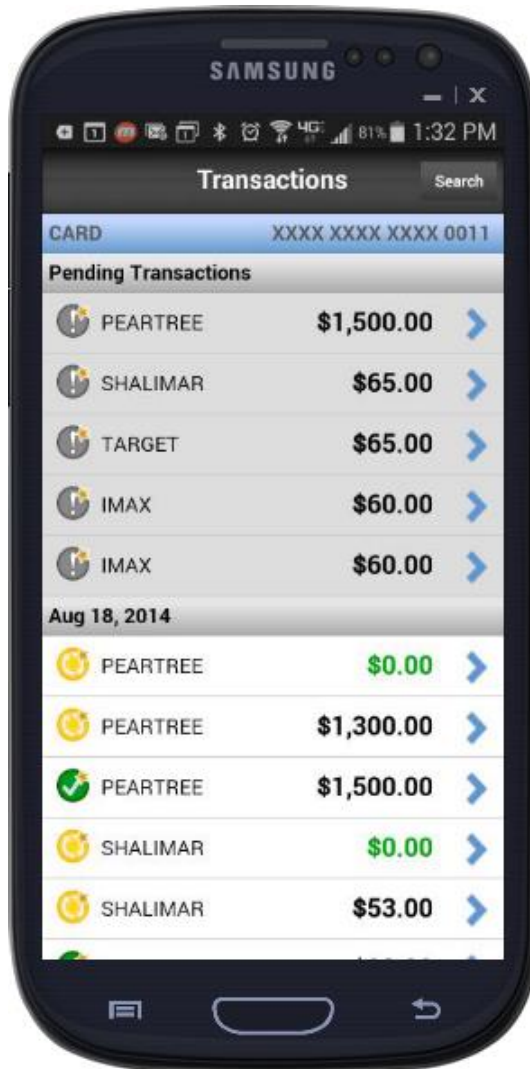 SAMSUNG
4G 81% 1:32 PM
Transactions Search
CARD XXXX XXXX XXXX 0011
Pending Transactions
PEARTREE $1,500.00
SHALIMAR $65.00
TARGET $65.00
IMAX $60.00
IMAX $60.00
Aug 18, 2014
PEARTREE $0.00
PEARTREE $1,300.00
PEARTREE $1,500.00
SHALIMAR $0.00
SHALIMAR $53.00